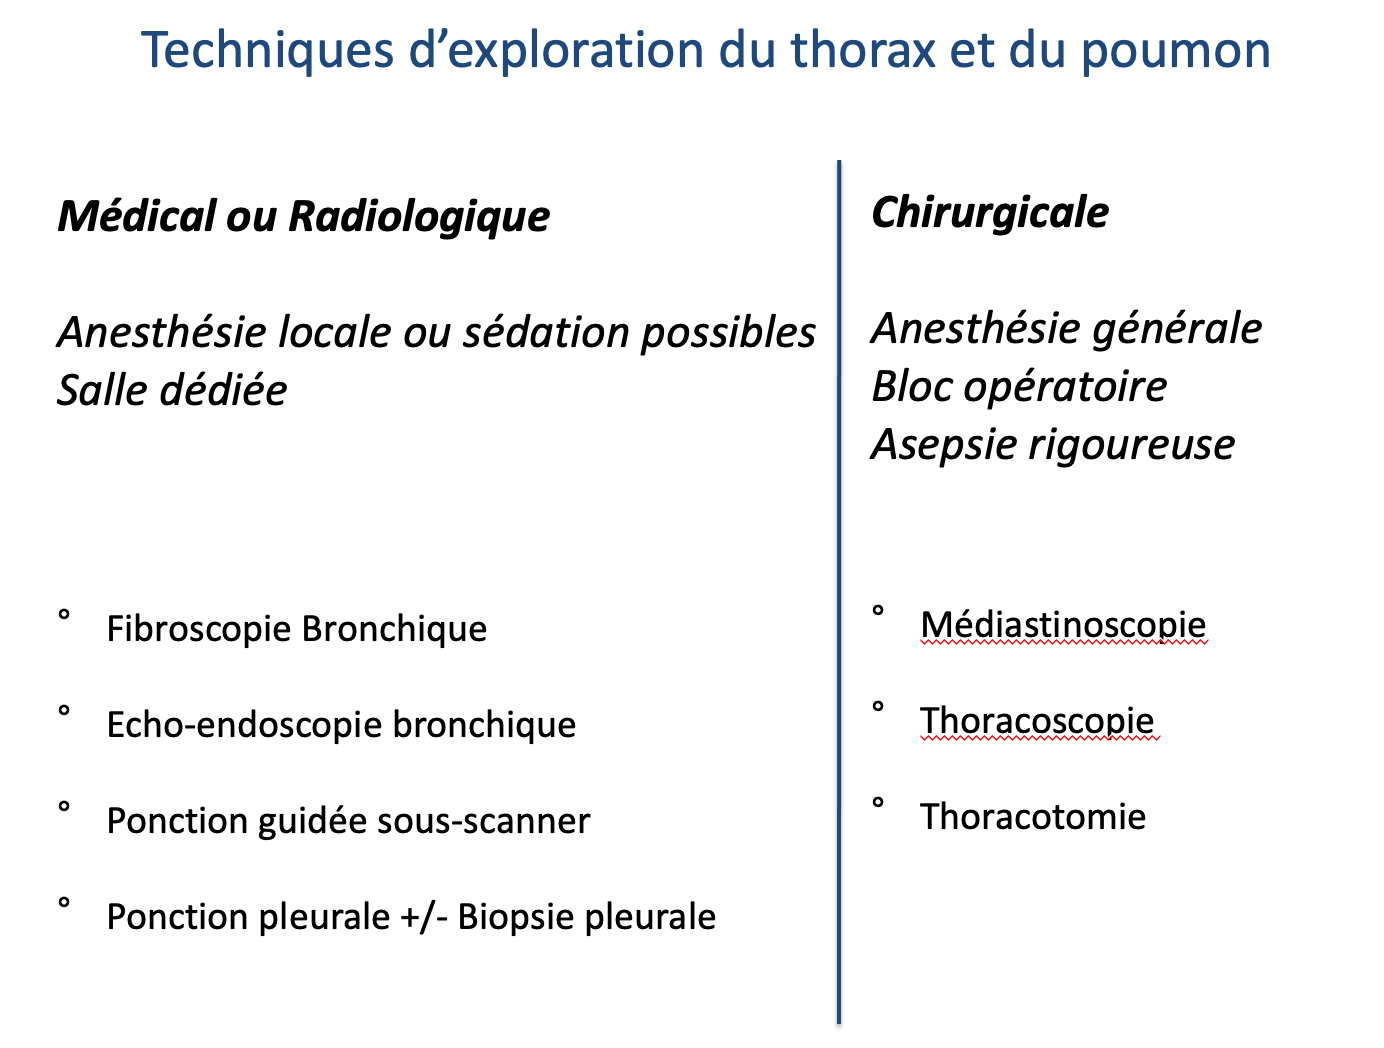 Techniques d’exploration du thorax et du poumon
Médical ou Radiologique
Anesthésie locale ou sédation possibles
Salle dédiée
° Fibroscopie Bronchique
° Echo-endoscopie bronchique
° Ponction guidée sous-scanner
° Ponction pleurale +/- Biopsie pleurale
Chirurgicale
Anesthésie générale
Bloc opératoire
Asepsie rigoureuse
° Médiastinoscopie
° Thoracoscopie
° Thoracotomie